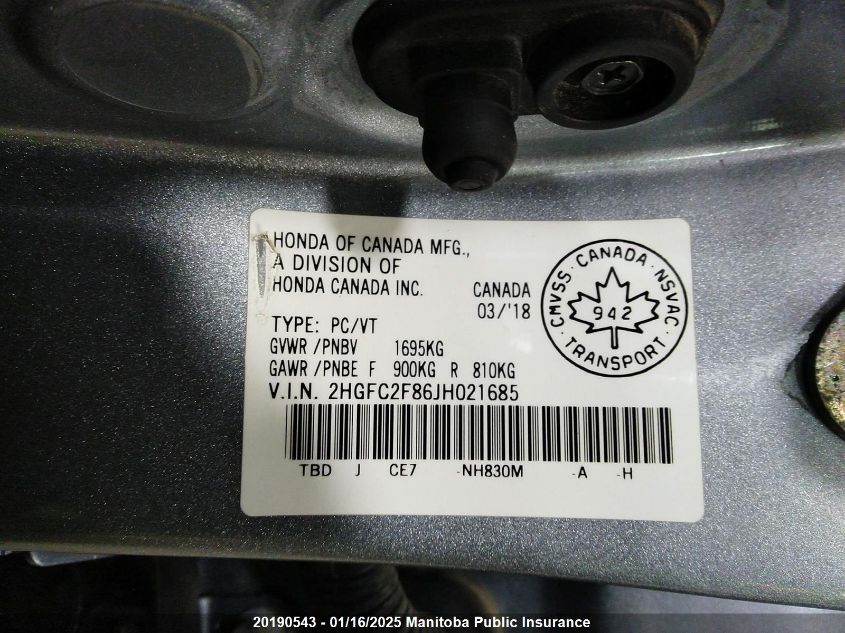 HONDA OF CANADA MFG.,
A DIVISION OF
HONDA CANADA INC.
CANADA
03/'18
CMVSS · CANADA · NSVAC
942
TRANSPORT
TYPE: PC/VT
GVWR /PNBV 1695KG
GAWR /PNBE F 900KG R 810KG
V.I.N. 2HGFC2F86JH021685
TBD J CE7 -NH830M -A -H
20190543 - 01/16/2025 Manitoba Public Insurance